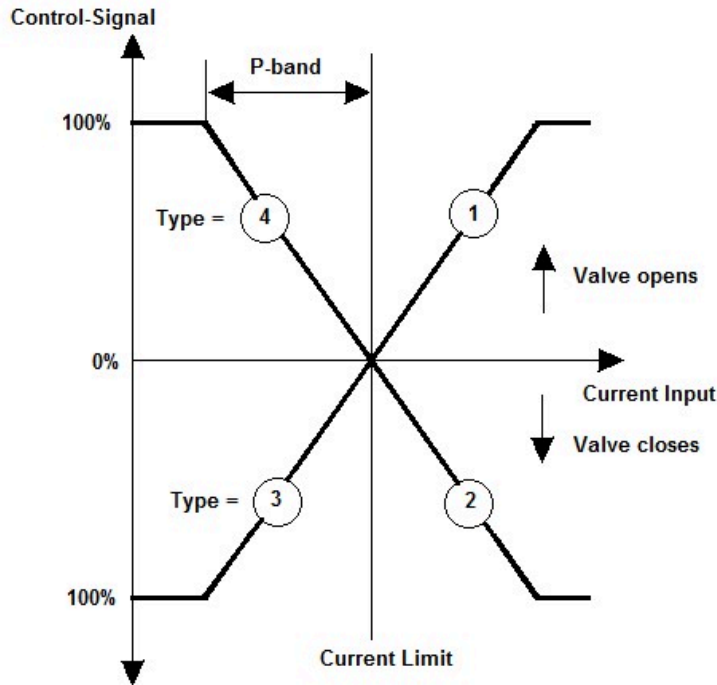 Control-Signal
P-band
100%
Type = 4
1
Valve opens
0%
Current Input
Valve closes
Type = 3
2
100%
Current Limit